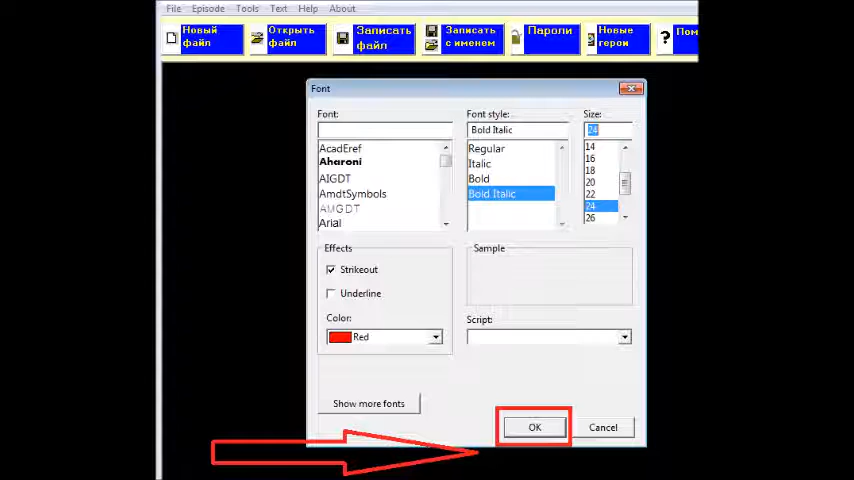 File Episode Tools Text Help About
Новый
файл
Открыть
файл
Записать
файл
Записать
с именем
Пароли
Новые
герои
?
Пом
Font
Font:
Font style:
Size:
Bold Italic
24
AcadEref
Aharoni
AIGDT
AmdtSymbols
AMGDT
Arial
Regular
Italic
Bold
Bold Italic
14
16
18
20
22
24
26
Effects
Strikeout
Underline
Color:
Red
Sample
Script:
Show more fonts
OK
Cancel